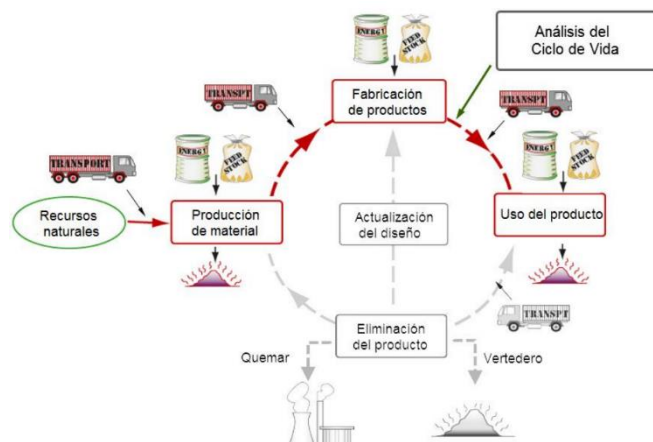 ENERGY
FEED
STOCK
Análisis del
Ciclo de Vida
TRANSPT
Fabricación
de productos
TRANSPT
ENERGY
FEED
STOCK
ENERGY
FEED
STOCK
TRANSPORT
Recursos
naturales
Producción
de material
Actualización
del diseño
Uso del producto
TRANSPT
Eliminación
del producto
Quemar
Vertedero